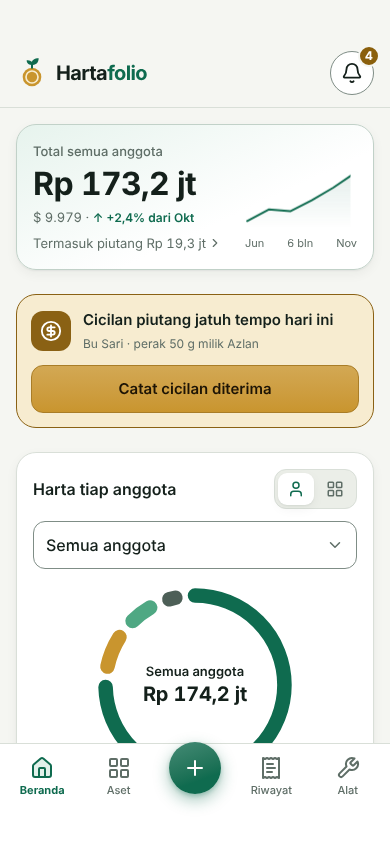 Hartafolio
4
Total semua anggota
Rp 173,2 jt
$ 9.979 · ↑ +2,4% dari Okt
Termasuk piutang Rp 19,3 jt >
Jun 6 bln Nov
Cicilan piutang jatuh tempo hari ini
Bu Sari · perak 50 g milik Azlan
Catat cicilan diterima
Harta tiap anggota
Semua anggota
Semua anggota
Rp 174,2 jt
Beranda Aset Riwayat Alat